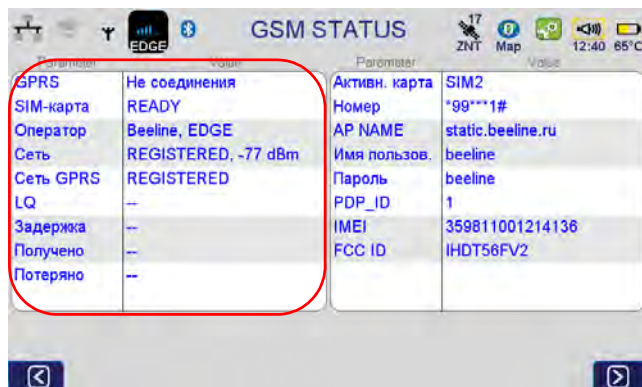 EDGE GSM STATUS 17 ZNT Map 12:40 65°C
Parameter Value Parameter Value
GPRS Не соединения Активн. карта SIM2
SIM-карта READY Номер *99***1#
Оператор Beeline, EDGE AP NAME static.beeline.ru
Сеть REGISTERED, -77 dBm Имя пользов. beeline
Сеть GPRS REGISTERED Пароль beeline
LQ -- PDP_ID 1
Задержка -- IMEI 359811001214136
Получено -- FCC ID IHDT56FV2
Потеряно --